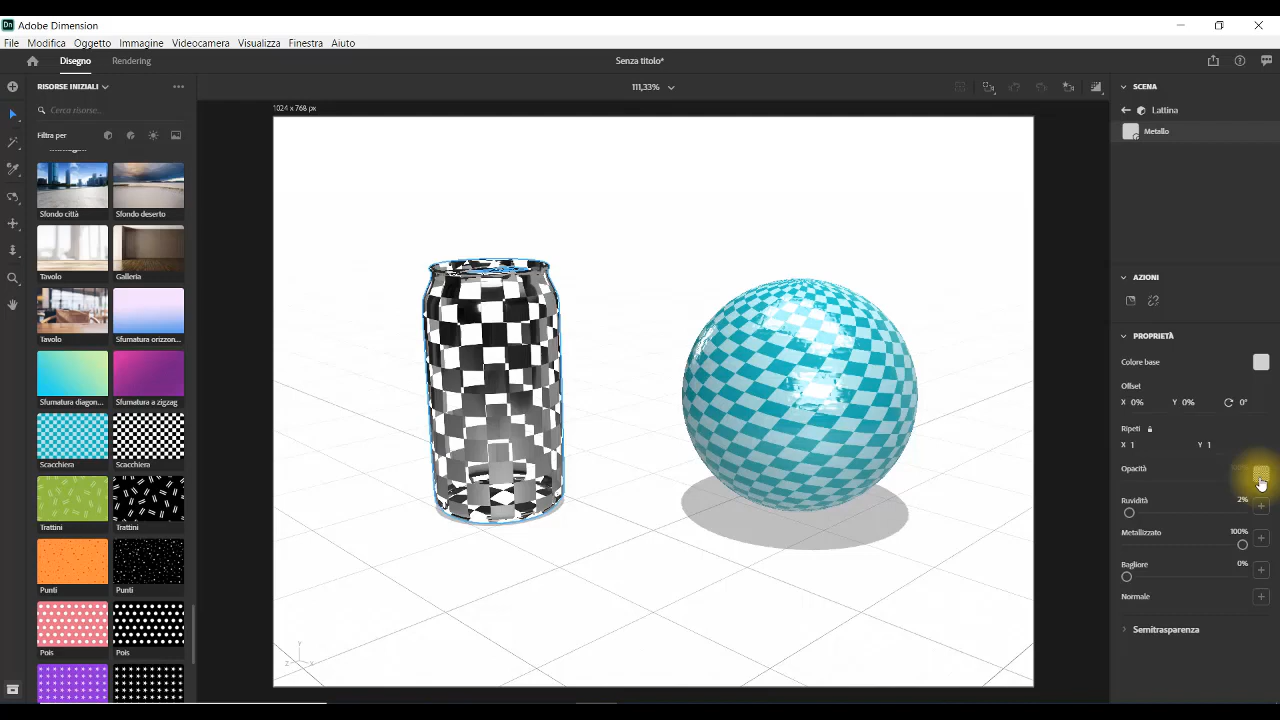 Dn Adobe Dimension
File Modifica Oggetto Immagine Videocamera Visualizza Finestra Aiuto
Disegno Rendering Senza titolo*
RISORSE INIZIALI
111,33%
SCENA
1024 x 768 px
Cerca risorse...
Lattina
Filtra per
Metallo
Immagini
Sfondo città Sfondo deserto
Tavolo Galleria
Tavolo Sfumatura orizzon...
Sfumatura diagon... Sfumatura a zigzag
Scacchiera Scacchiera
Trattini Trattini
Punti Punti
Pois Pois
AZIONI
PROPRIETÀ
Colore base
Offset
X 0% Y 0% 0°
Ripeti
X 1 Y 1
Opacità
Ruvidità 2%
Metallizzato 100%
Bagliore 0%
Normale
Semitrasparenza
Y
Z X